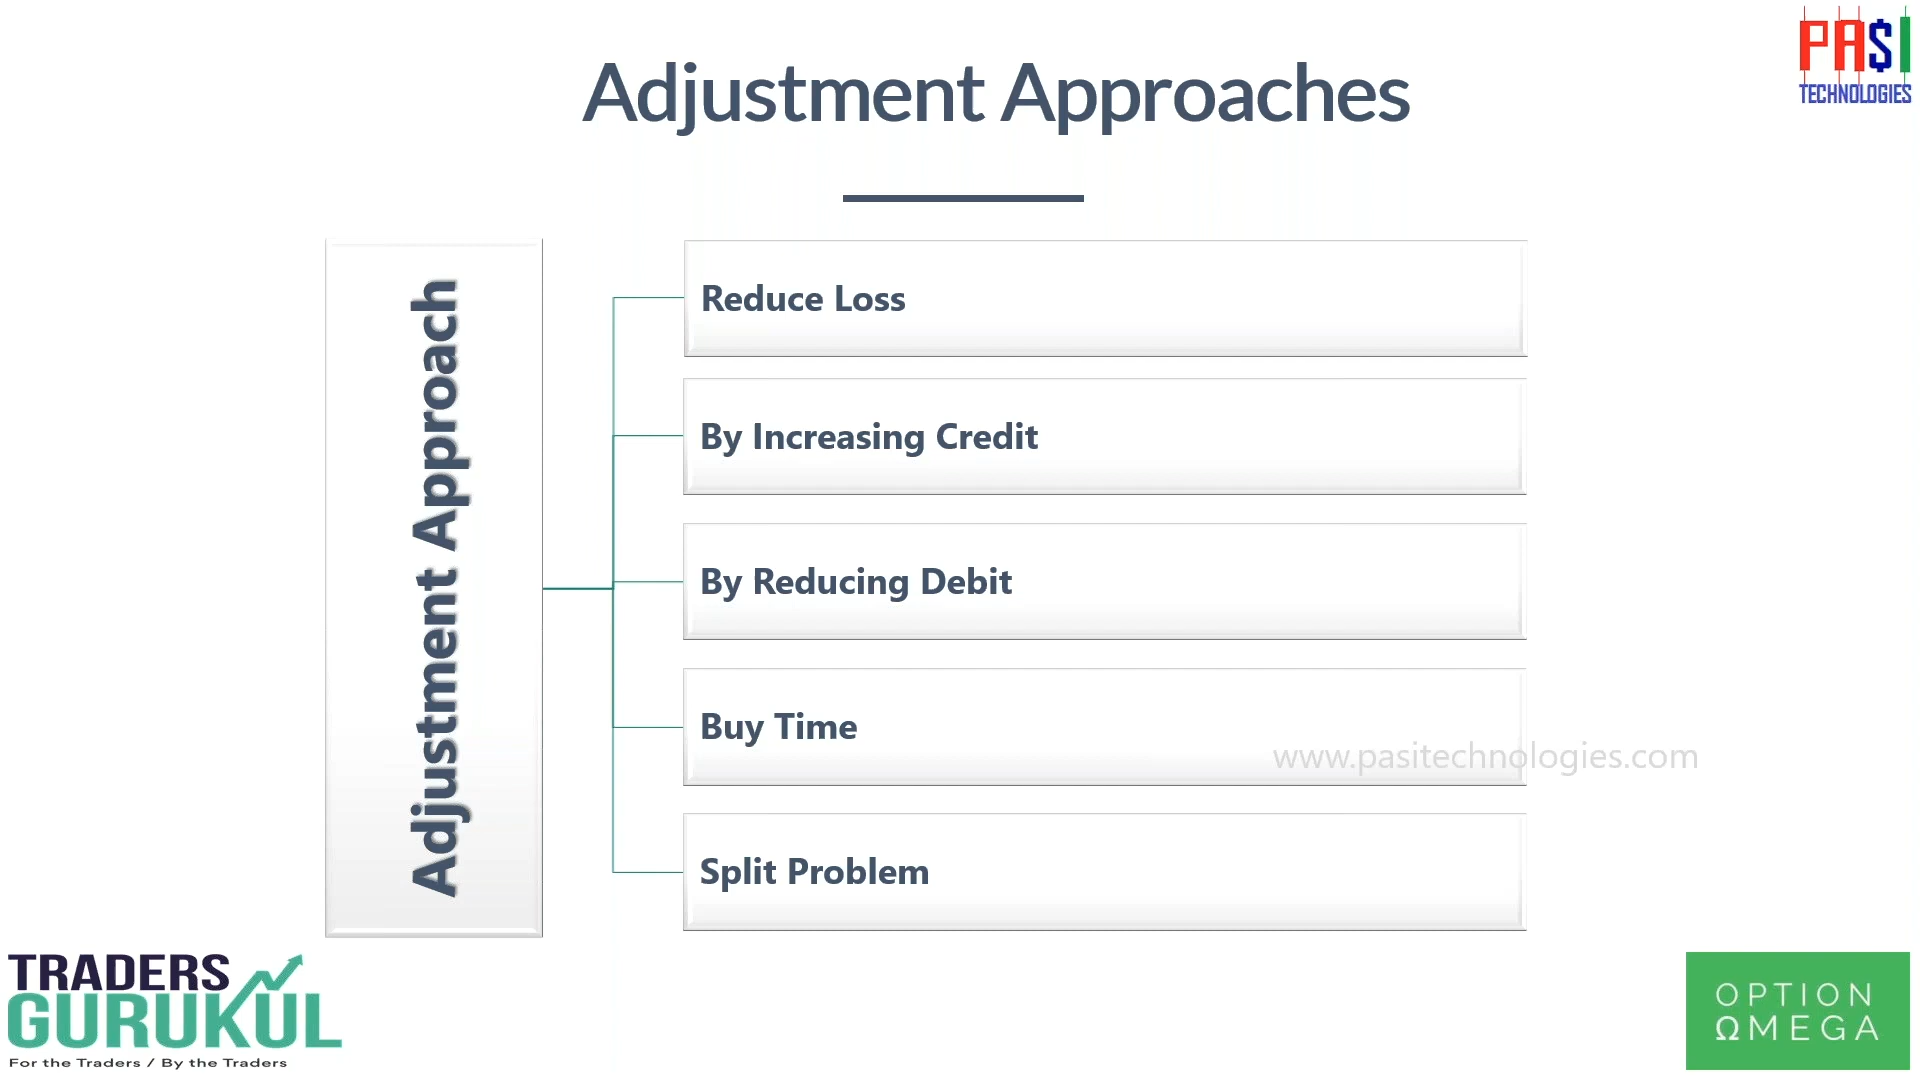 PA$I
TECHNOLOGIES
Adjustment Approaches
Adjustment Approach
Reduce Loss
By Increasing Credit
By Reducing Debit
Buy Time
www.pasitechnologies.com
Split Problem
TRADERS
GURUKUL
For the Traders / By the Traders
OPTION
ΩMEGA